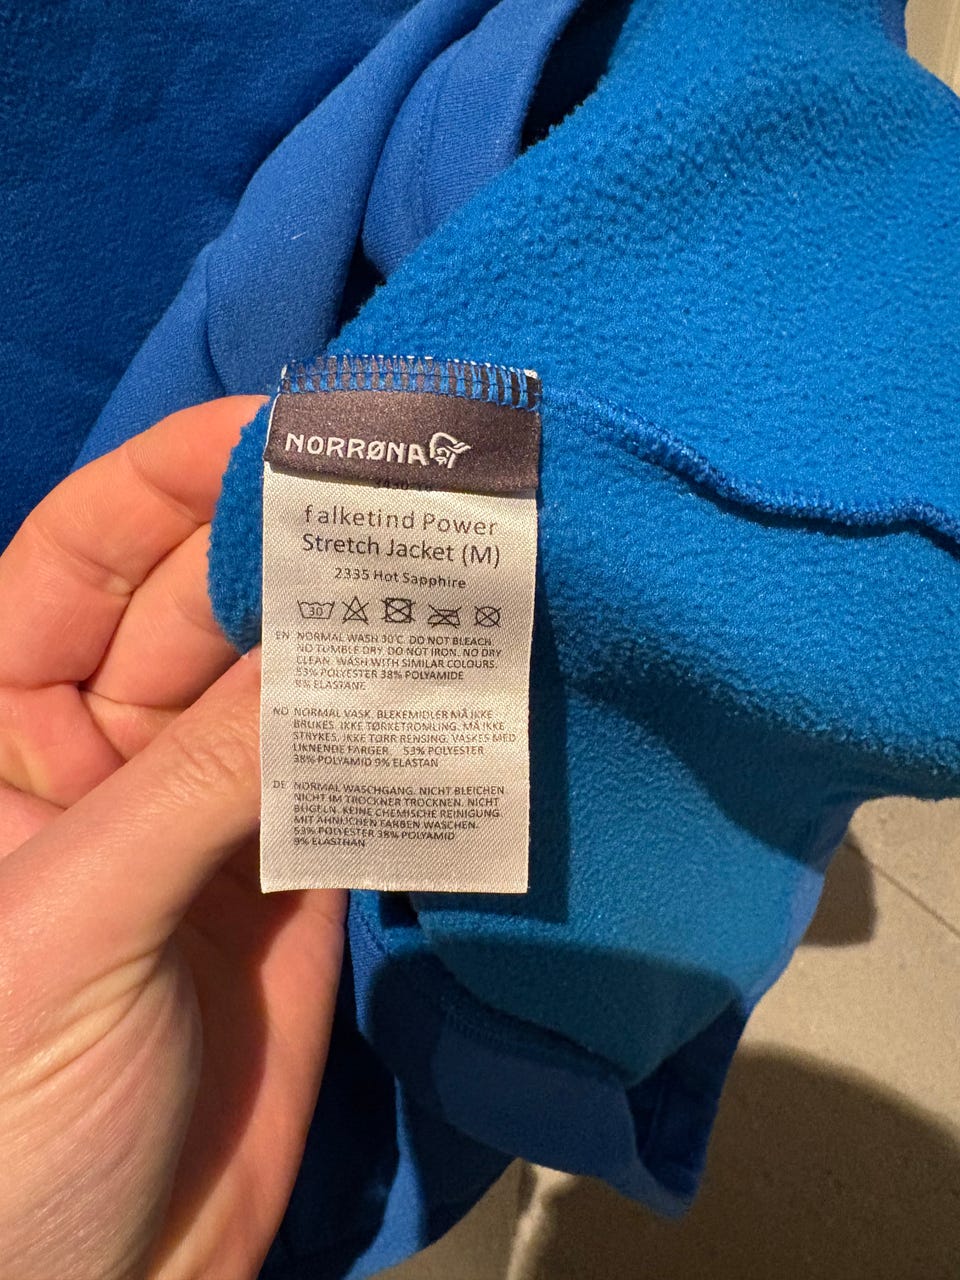 NORRØNA
falketind Power
Stretch Jacket (M)
2335 Hot Sapphire
30
EN NORMAL WASH 30°C. DO NOT BLEACH.
NO TUMBLE DRY. DO NOT IRON. NO DRY
CLEAN. WASH WITH SIMILAR COLOURS.
53% POLYESTER 38% POLYAMIDE
9% ELASTANE
NO NORMAL VASK. BLEKEMIDLER MÅ IKKE
BRUKES. IKKE TØRKETROMLING. MÅ IKKE
STRYKES. IKKE TØRR RENSING. VASKES MED
LIKNENDE FARGER 53% POLYESTER
38% POLYAMID 9% ELASTAN
DE NORMAL WASCHGANG. NICHT BLEICHEN
NICHT IM TROCKNER TROCKNEN. NICHT
BÜGELN. KEINE CHEMISCHE REINIGUNG.
MIT ÄHNLICHEN FARBEN WASCHEN.
53% POLYESTER 38% POLYAMID
9% ELASTHAN